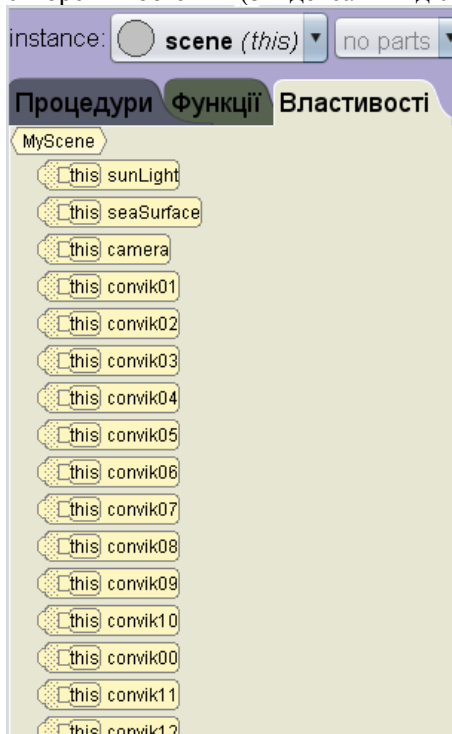 instance: scene (this) no parts
Процедури Функції Властивості
MyScene
this sunLight
this seaSurface
this camera
this convik01
this convik02
this convik03
this convik04
this convik05
this convik06
this convik07
this convik08
this convik09
this convik10
this convik00
this convik11
this convik12